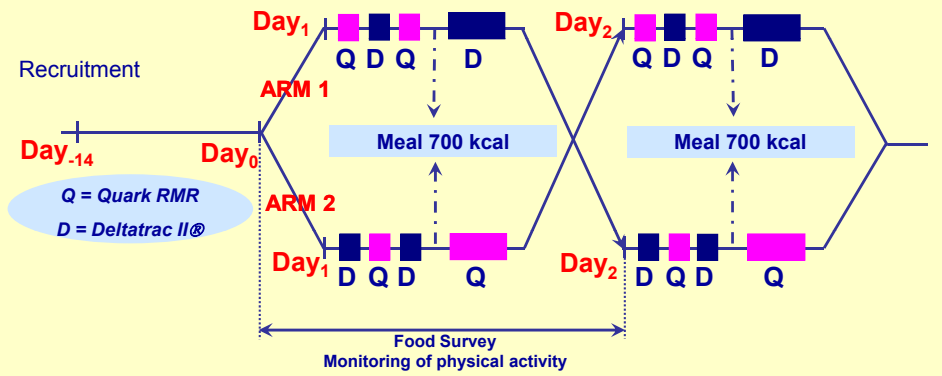 Day1
Day2
Q D Q D
Q D Q D
Recruitment
ARM 1
Meal 700 kcal
Meal 700 kcal
Day-14
Day0
Q = Quark RMR
D = Deltatrac II®
ARM 2
Day1
Day2
D Q D Q
D Q D Q
Food Survey
Monitoring of physical activity